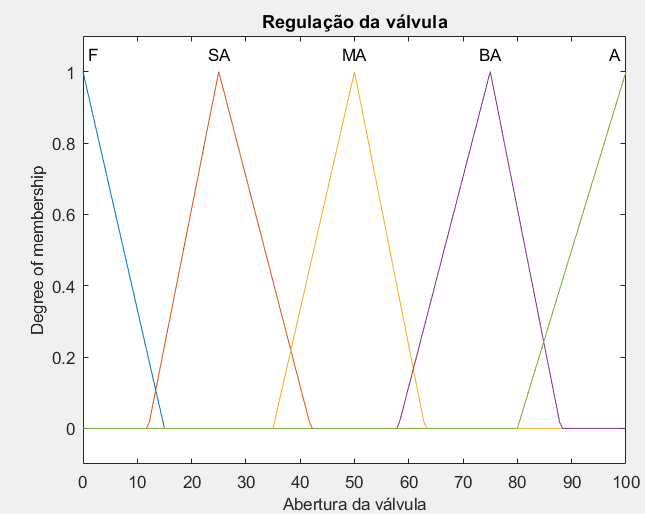 Regulação da válvula
F SA MA BA A
1
0.8
0.6
0.4
0.2
0
Degree of membership
0 10 20 30 40 50 60 70 80 90 100
Abertura da válvula